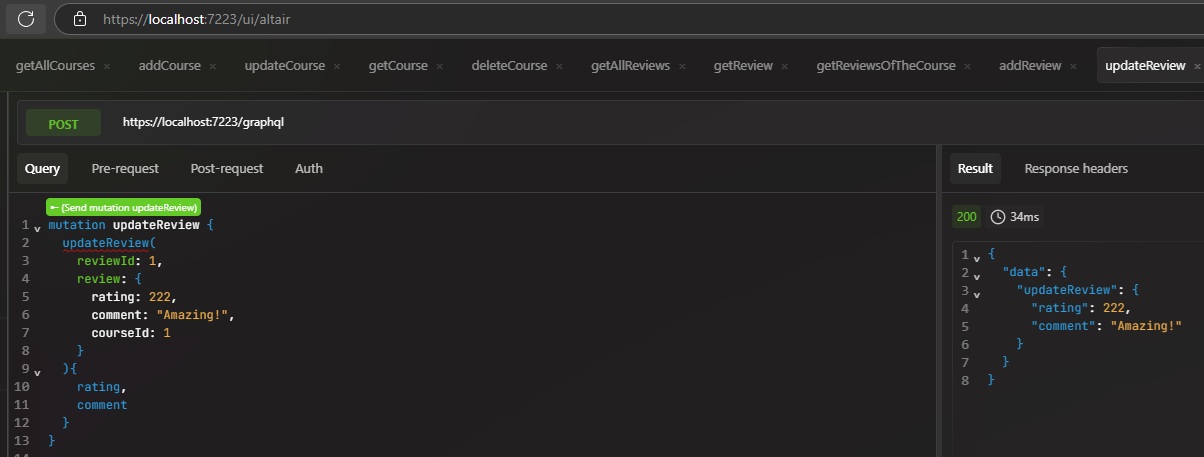 https://localhost:7223/ui/altair
getAllCourses × addCourse × updateCourse × getCourse × deleteCourse × getAllReviews × getReview × getReviewsOfTheCourse × addReview × updateReview ×
POST https://localhost:7223/graphql
Query Pre-request Post-request Auth
(Send mutation updateReview)
1 mutation updateReview {
2 updateReview(
3 reviewId: 1,
4 review: {
5 rating: 222,
6 comment: "Amazing!",
7 courseId: 1
8 }
9 ){
10 rating,
11 comment
12 }
13 }
14
Result Response headers
200 34ms
1 {
2 "data": {
3 "updateReview": {
4 "rating": 222,
5 "comment": "Amazing!"
6 }
7 }
8 }